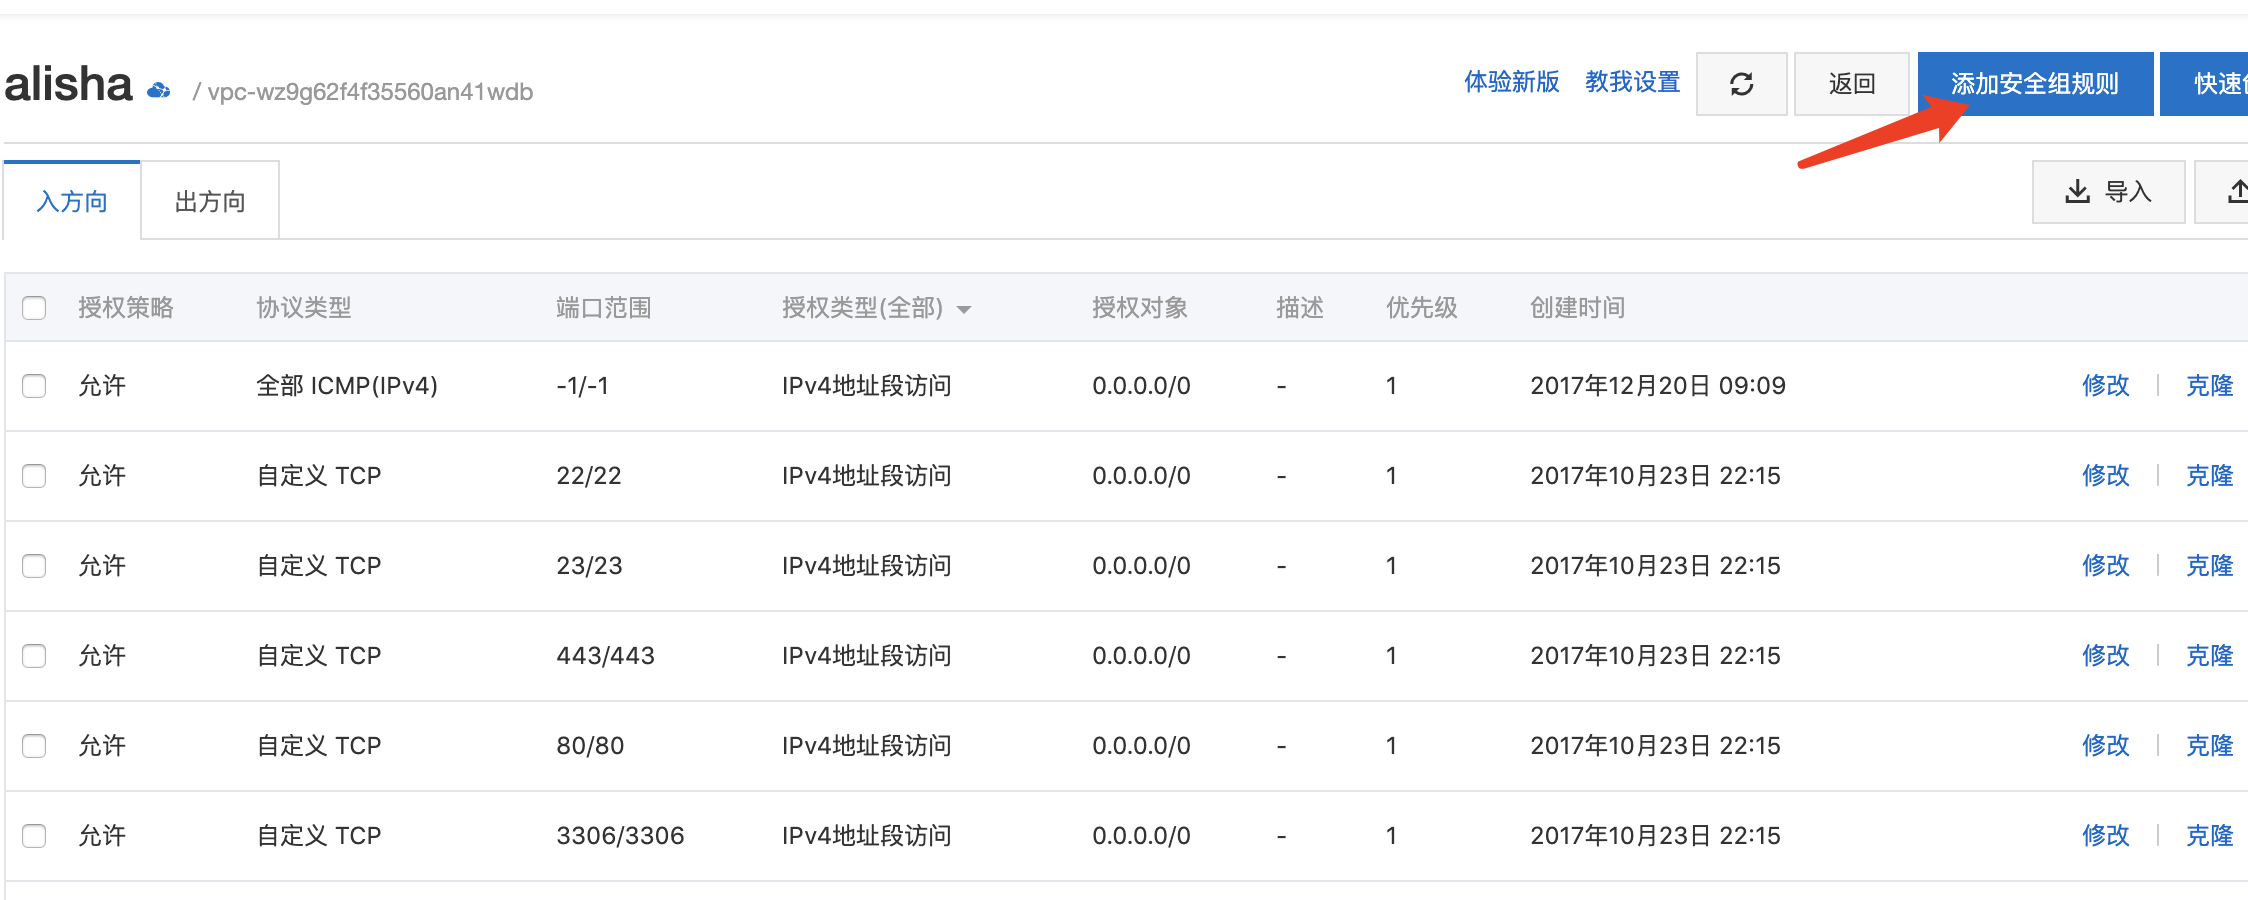 alisha / vpc-wz9g62f4f35560an41wdb 体验新版 教我设置 返回 添加安全组规则 快速
入方向 出方向 导入
授权策略 协议类型 端口范围 授权类型(全部) 授权对象 描述 优先级 创建时间
允许 全部 ICMP(IPv4) -1/-1 IPv4地址段访问 0.0.0.0/0 - 1 2017年12月20日 09:09 修改 | 克隆
允许 自定义 TCP 22/22 IPv4地址段访问 0.0.0.0/0 - 1 2017年10月23日 22:15 修改 | 克隆
允许 自定义 TCP 23/23 IPv4地址段访问 0.0.0.0/0 - 1 2017年10月23日 22:15 修改 | 克隆
允许 自定义 TCP 443/443 IPv4地址段访问 0.0.0.0/0 - 1 2017年10月23日 22:15 修改 | 克隆
允许 自定义 TCP 80/80 IPv4地址段访问 0.0.0.0/0 - 1 2017年10月23日 22:15 修改 | 克隆
允许 自定义 TCP 3306/3306 IPv4地址段访问 0.0.0.0/0 - 1 2017年10月23日 22:15 修改 | 克隆